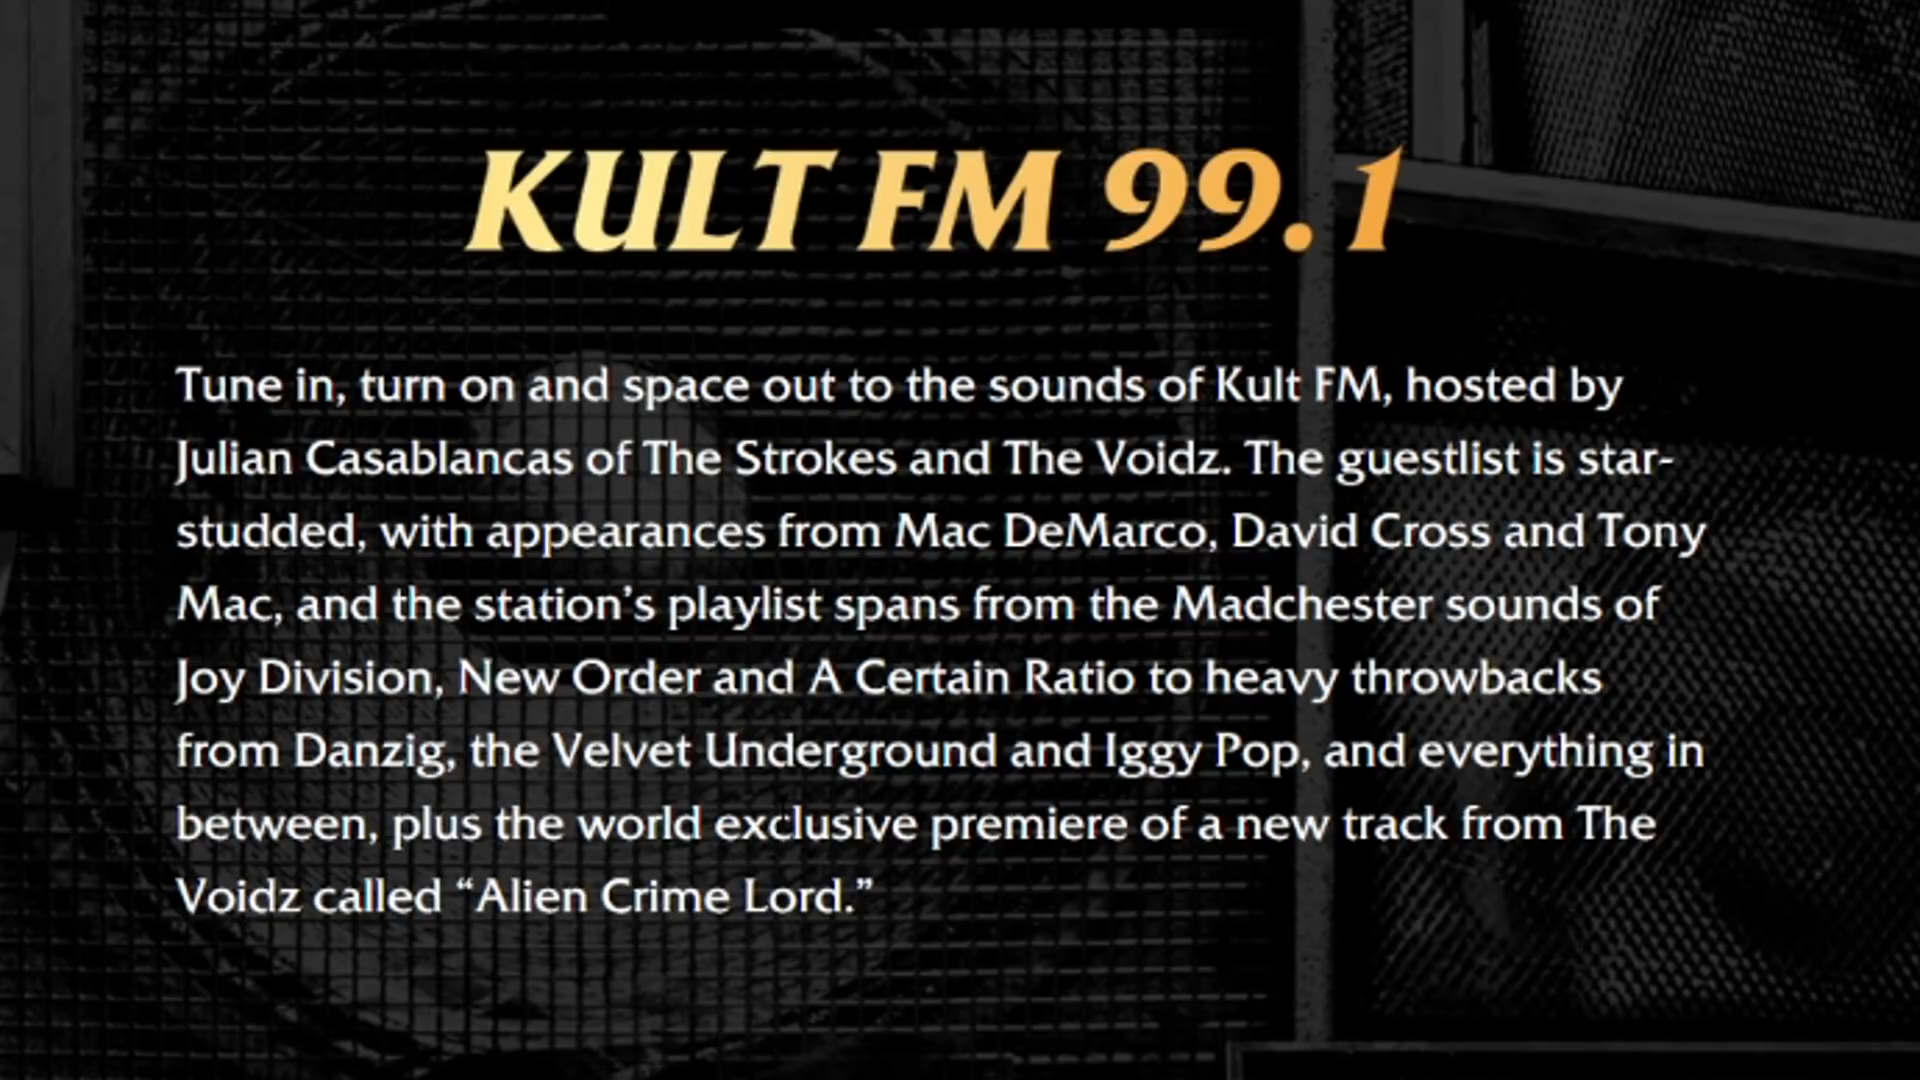 KULT FM 99.1
Tune in, turn on and space out to the sounds of Kult FM, hosted by
Julian Casablancas of The Strokes and The Voidz. The guestlist is star-
studded, with appearances from Mac DeMarco, David Cross and Tony
Mac, and the station’s playlist spans from the Madchester sounds of
Joy Division, New Order and A Certain Ratio to heavy throwbacks
from Danzig, the Velvet Underground and Iggy Pop, and everything in
between, plus the world exclusive premiere of a new track from The
Voidz called “Alien Crime Lord.”